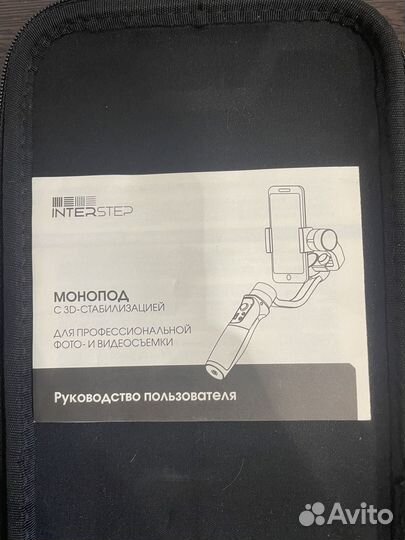 INTERSTEP
МОНОПОД
С 3D-СТАБИЛИЗАЦИЕЙ
ДЛЯ ПРОФЕССИОНАЛЬНОЙ
ФОТО- И ВИДЕОСЪЕМКИ
Руководство пользователя
Avito